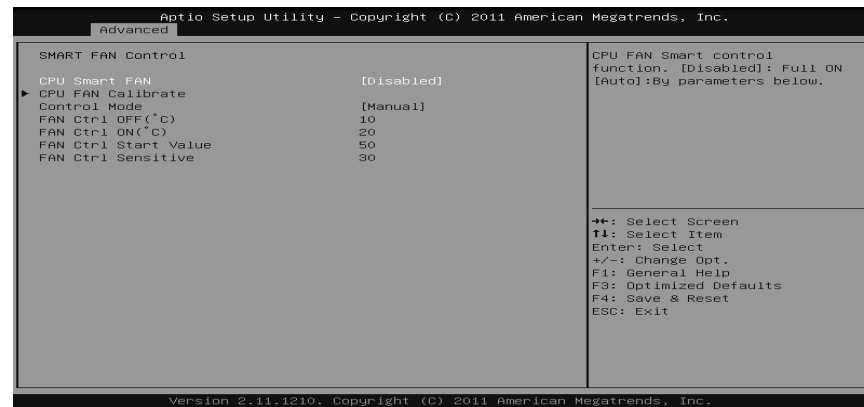 Aptio Setup Utility – Copyright (C) 2011 American Megatrends, Inc.
Advanced
SMART FAN Control
CPU Smart FAN [Disabled]
► CPU FAN Calibrate
Control Mode [Manual]
FAN Ctrl OFF(°C) 10
FAN Ctrl ON(°C) 20
FAN Ctrl Start Value 50
FAN Ctrl Sensitive 30
CPU FAN Smart control
function. [Disabled]: Full ON
[Auto]:By parameters below.
→←: Select Screen
↑↓: Select Item
Enter: Select
+/-: Change Opt.
F1: General Help
F3: Optimized Defaults
F4: Save & Reset
ESC: Exit
Version 2.11.1210. Copyright (C) 2011 American Megatrends, Inc.